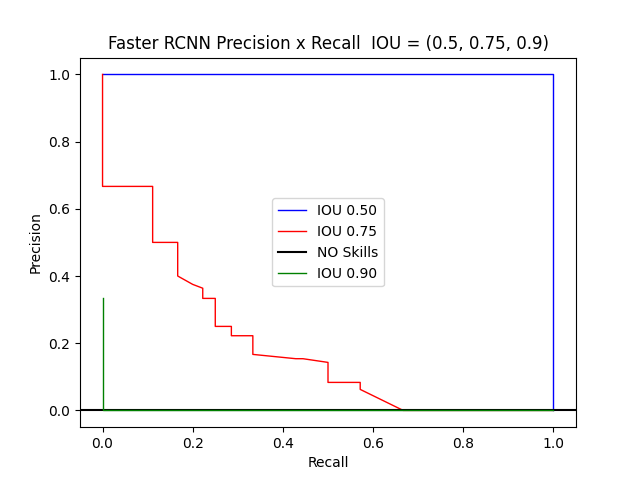 Faster RCNN Precision x Recall  IOU = (0.5, 0.75, 0.9)
1.0
0.8
0.6
0.4
0.2
0.0
Precision
IOU 0.50
IOU 0.75
NO Skills
IOU 0.90
0.0 0.2 0.4 0.6 0.8 1.0
Recall